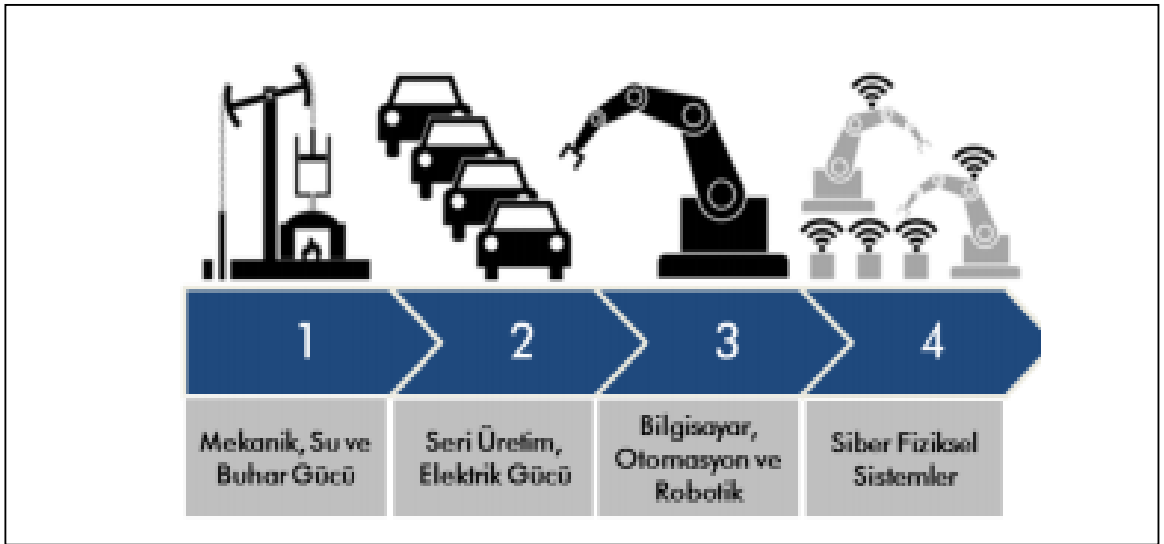 1
2
3
4
Mekanik, Su ve
Buhar Gücü
Seri Üretim,
Elektrik Gücü
Bilgisayar,
Otomasyon ve
Robotik
Siber Fiziksel
Sistemler